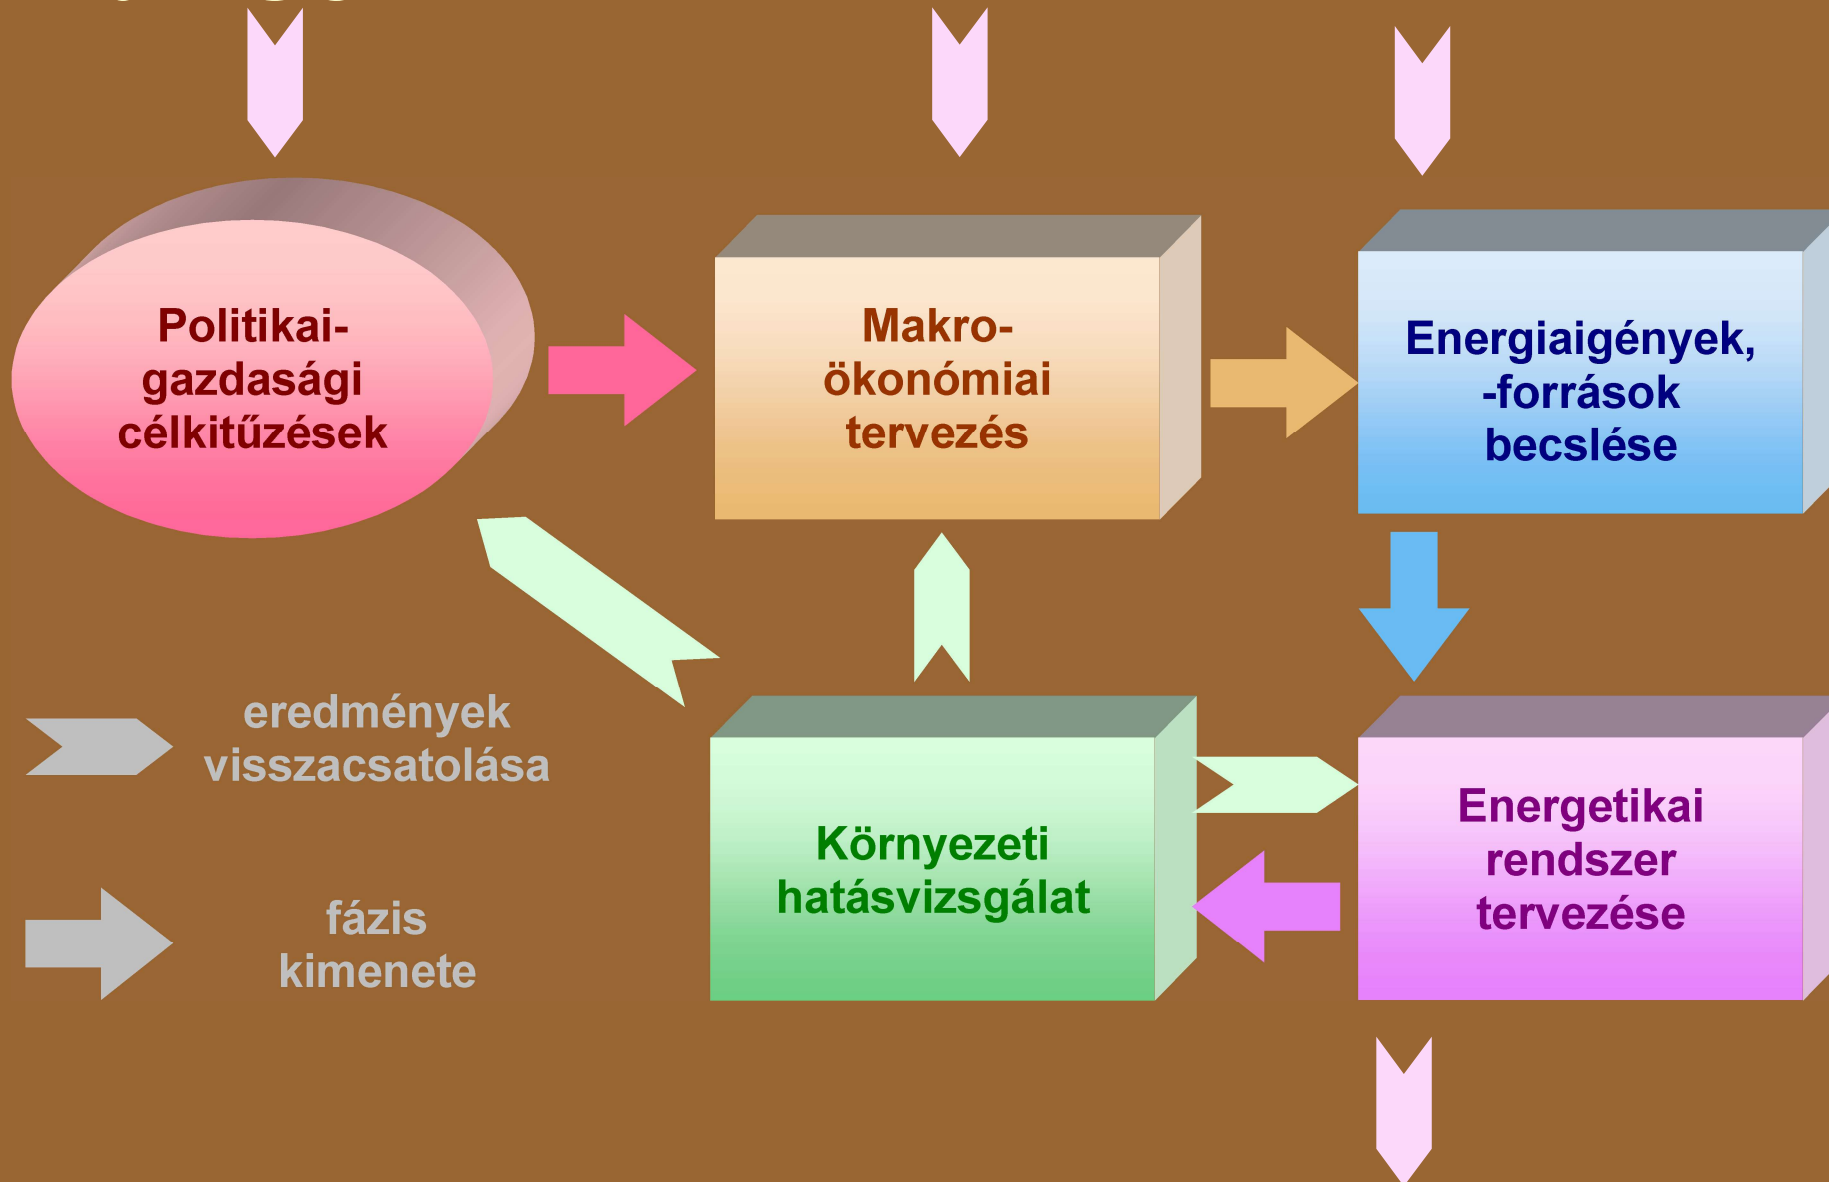 Politikai-
gazdasági
célkitűzések
Makro-
ökonómiai
tervezés
Energiaigények,
-források
becslése
eredmények
visszacsatolása
fázis
kimenete
Környezeti
hatásvizsgálat
Energetikai
rendszer
tervezése